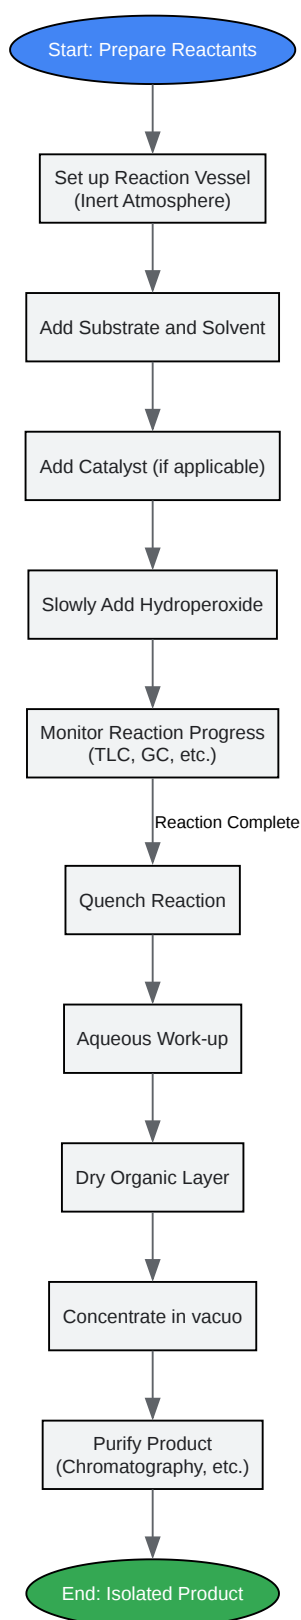 Start: Prepare Reactants
Set up Reaction Vessel
(Inert Atmosphere)
Add Substrate and Solvent
Add Catalyst (if applicable)
Slowly Add Hydroperoxide
Monitor Reaction Progress
(TLC, GC, etc.)
Reaction Complete
Quench Reaction
Aqueous Work-up
Dry Organic Layer
Concentrate in vacuo
Purify Product
(Chromatography, etc.)
End: Isolated Product